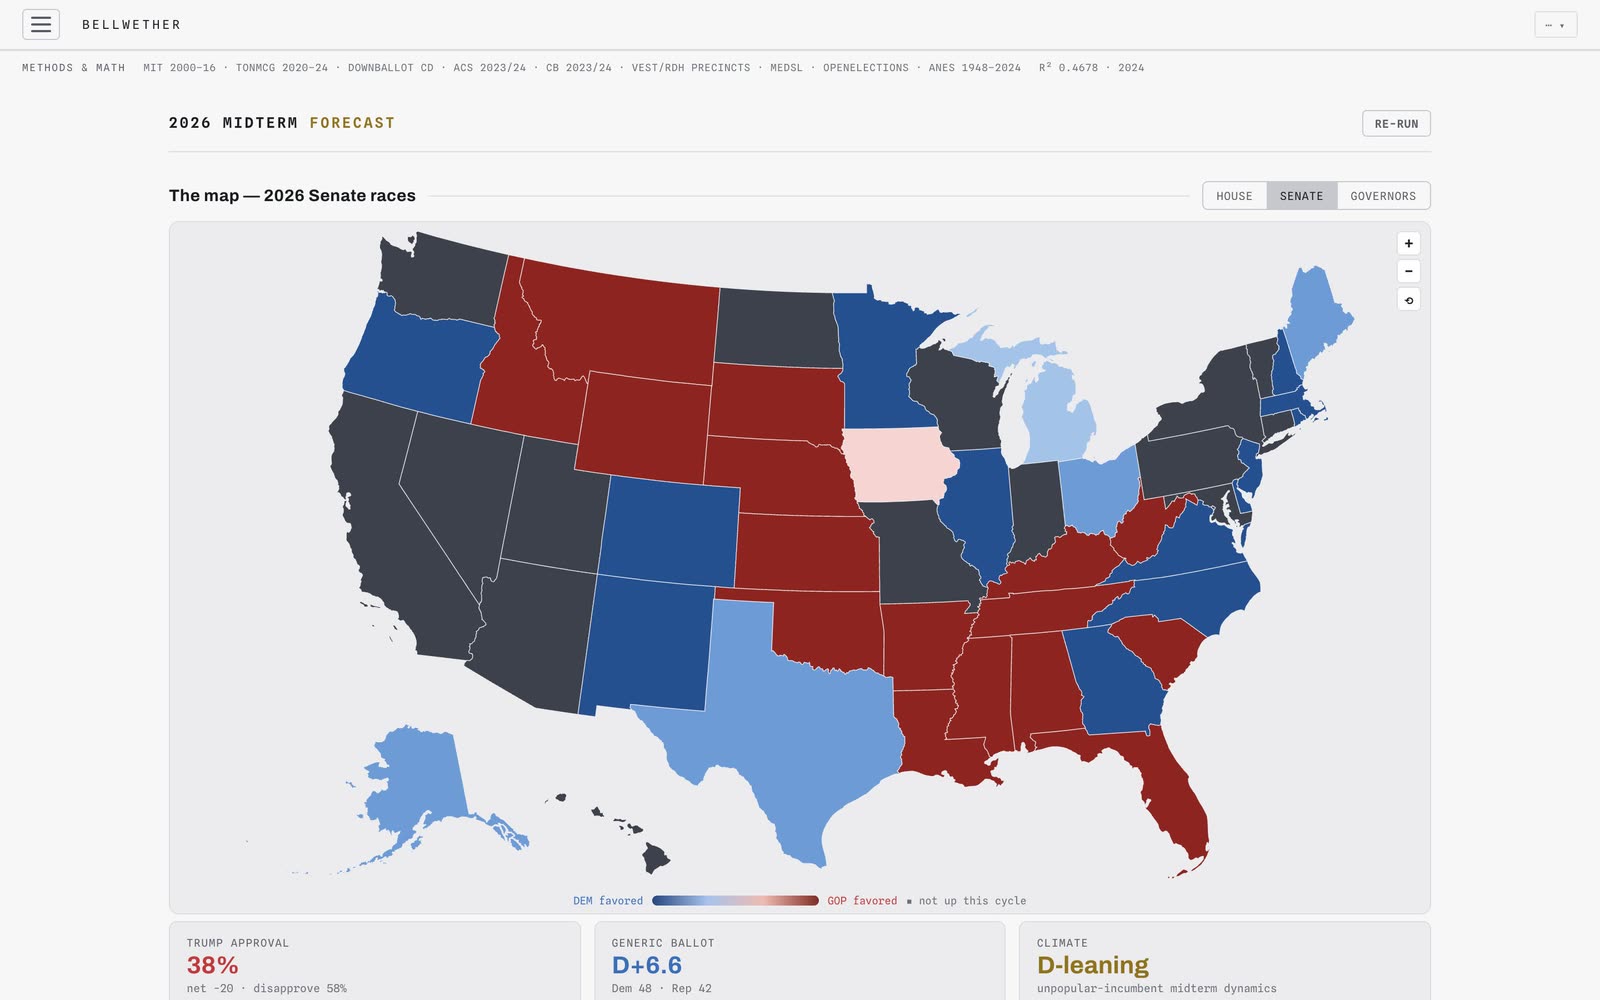 BELLWETHER
… ▾
METHODS & MATH MIT 2000–16 · TONMCG 2020–24 · DOWNBALLOT CD · ACS 2023/24 · CB 2023/24 · VEST/RDH PRECINCTS · MEDSL · OPENELECTIONS · ANES 1948–2024 R² 0.4678 · 2024
2026 MIDTERM FORECAST
RE-RUN
The map — 2026 Senate races
HOUSE SENATE GOVERNORS
+
−
⟲
DEM favored GOP favored ▪ not up this cycle
TRUMP APPROVAL
38%
net -20 · disapprove 58%
GENERIC BALLOT
D+6.6
Dem 48 · Rep 42
CLIMATE
D-leaning
unpopular-incumbent midterm dynamics